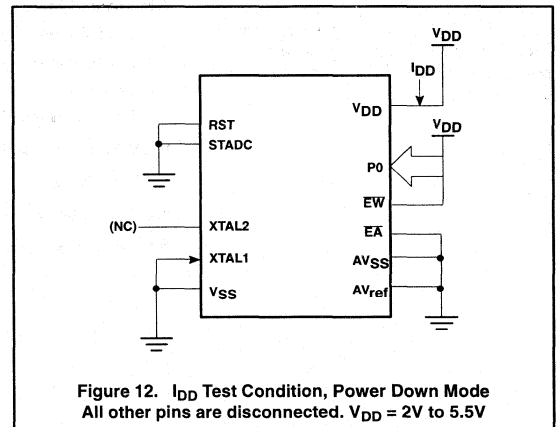 VDD
IDD
VDD
VDD
RST
STADC
P0
EW
(NC)
XTAL2
EA
XTAL1
AVSS
VSS
AVref
Figure 12. IDD Test Condition, Power Down Mode
All other pins are disconnected. VDD = 2V to 5.5V